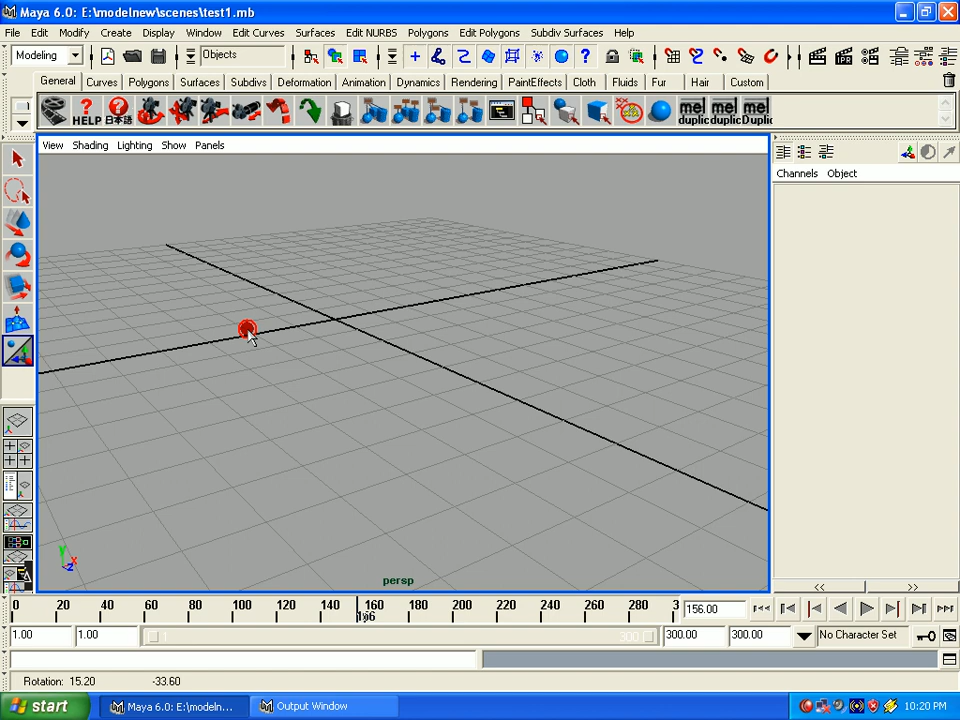 Maya 6.0: E:\modelnew\scenes\test1.mb
File Edit Modify Create Display Window Edit Curves Surfaces Edit NURBS Polygons Edit Polygons Subdiv Surfaces Help
Modeling Objects
General Curves Polygons Surfaces Subdivs Deformation Animation Dynamics Rendering PaintEffects Cloth Fluids Fur Hair Custom
HELP 日本語 mel duplic mel duplic mel Duplic
View Shading Lighting Show Panels
Channels Object
y x z
persp
<< >>
0 20 40 60 80 100 120 140 160 180 200 220 240 260 280 3
156
156.00
1.00 1.00 1 300 300.00 300.00 No Character Set
Rotation: 15.20 -33.60
start Maya 6.0: E:\modeln... Output Window 10:20 PM